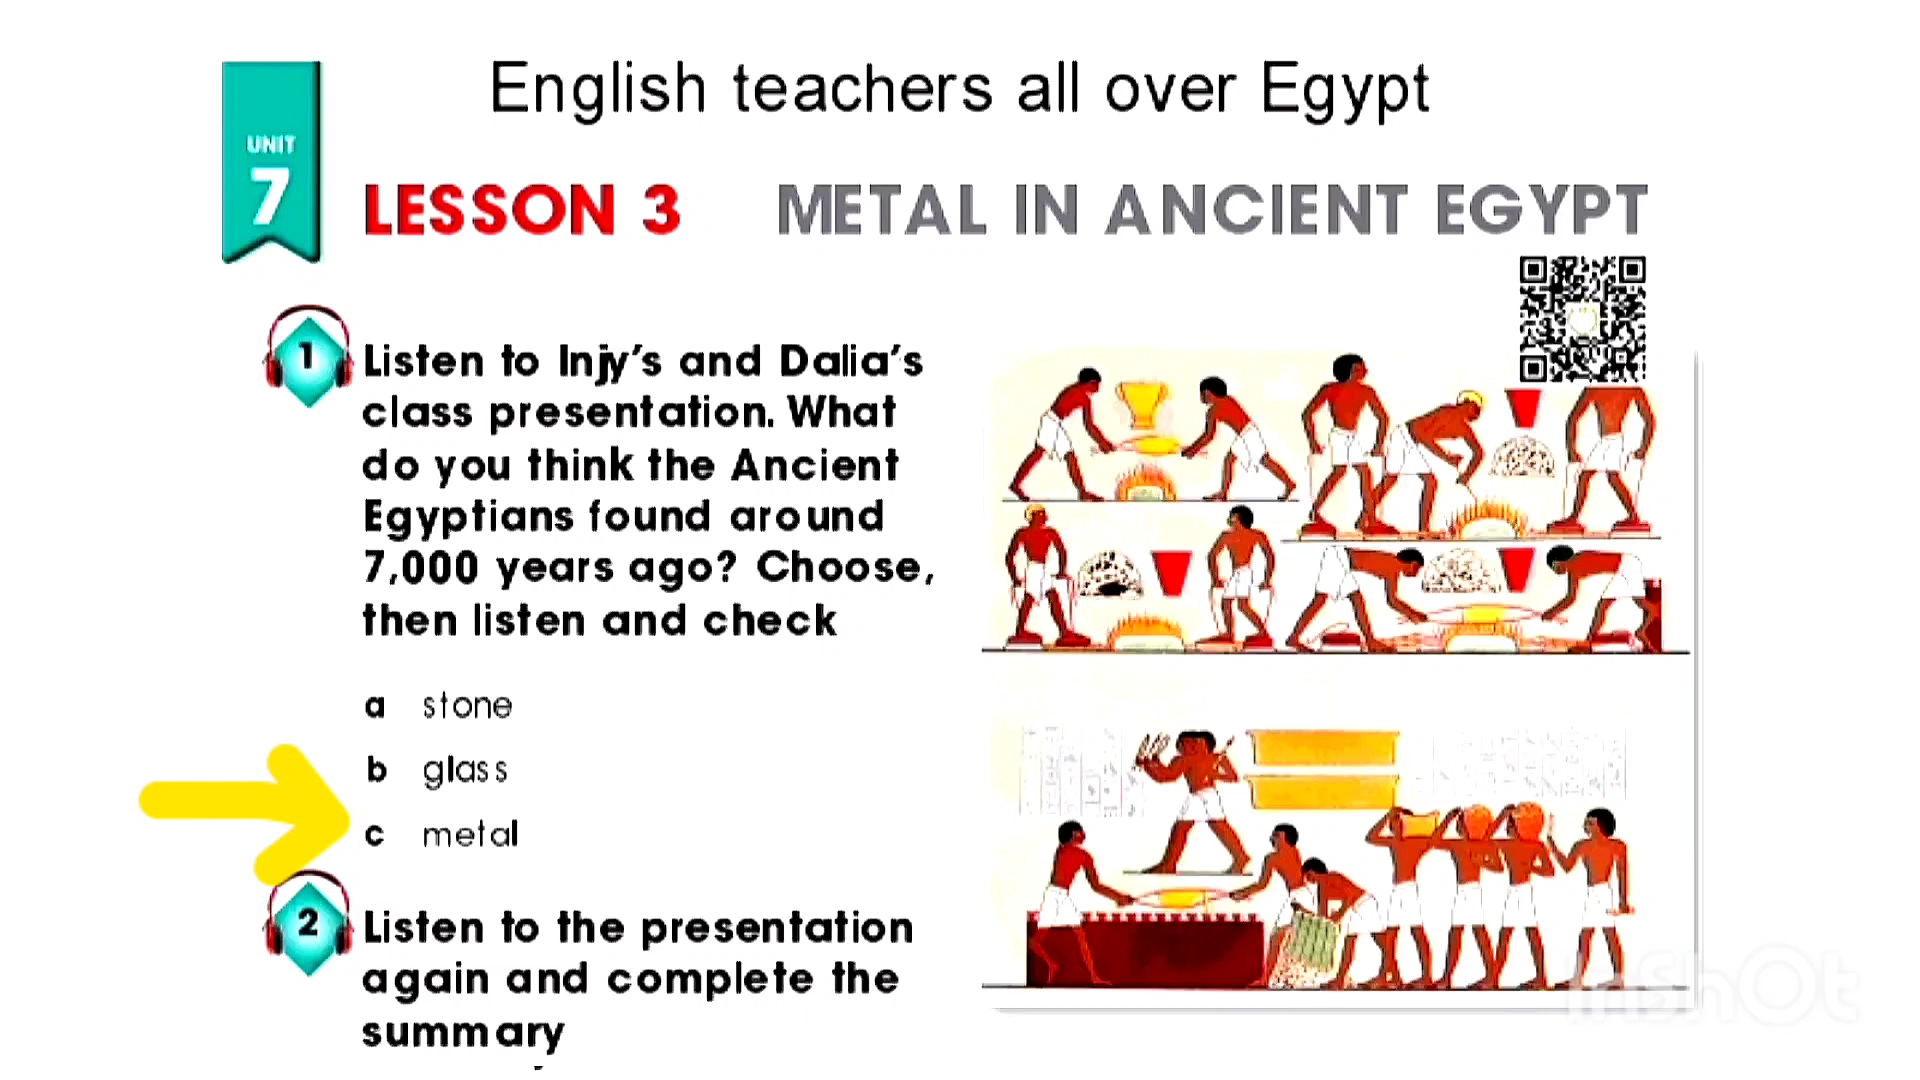 English teachers all over Egypt
UNIT
7
LESSON 3 METAL IN ANCIENT EGYPT
1
Listen to Injy's and Dalia's
class presentation. What
do you think the Ancient
Egyptians found around
7,000 years ago? Choose,
then listen and check
a stone
b glass
c metal
2
Listen to the presentation
again and complete the
summary
InShOt